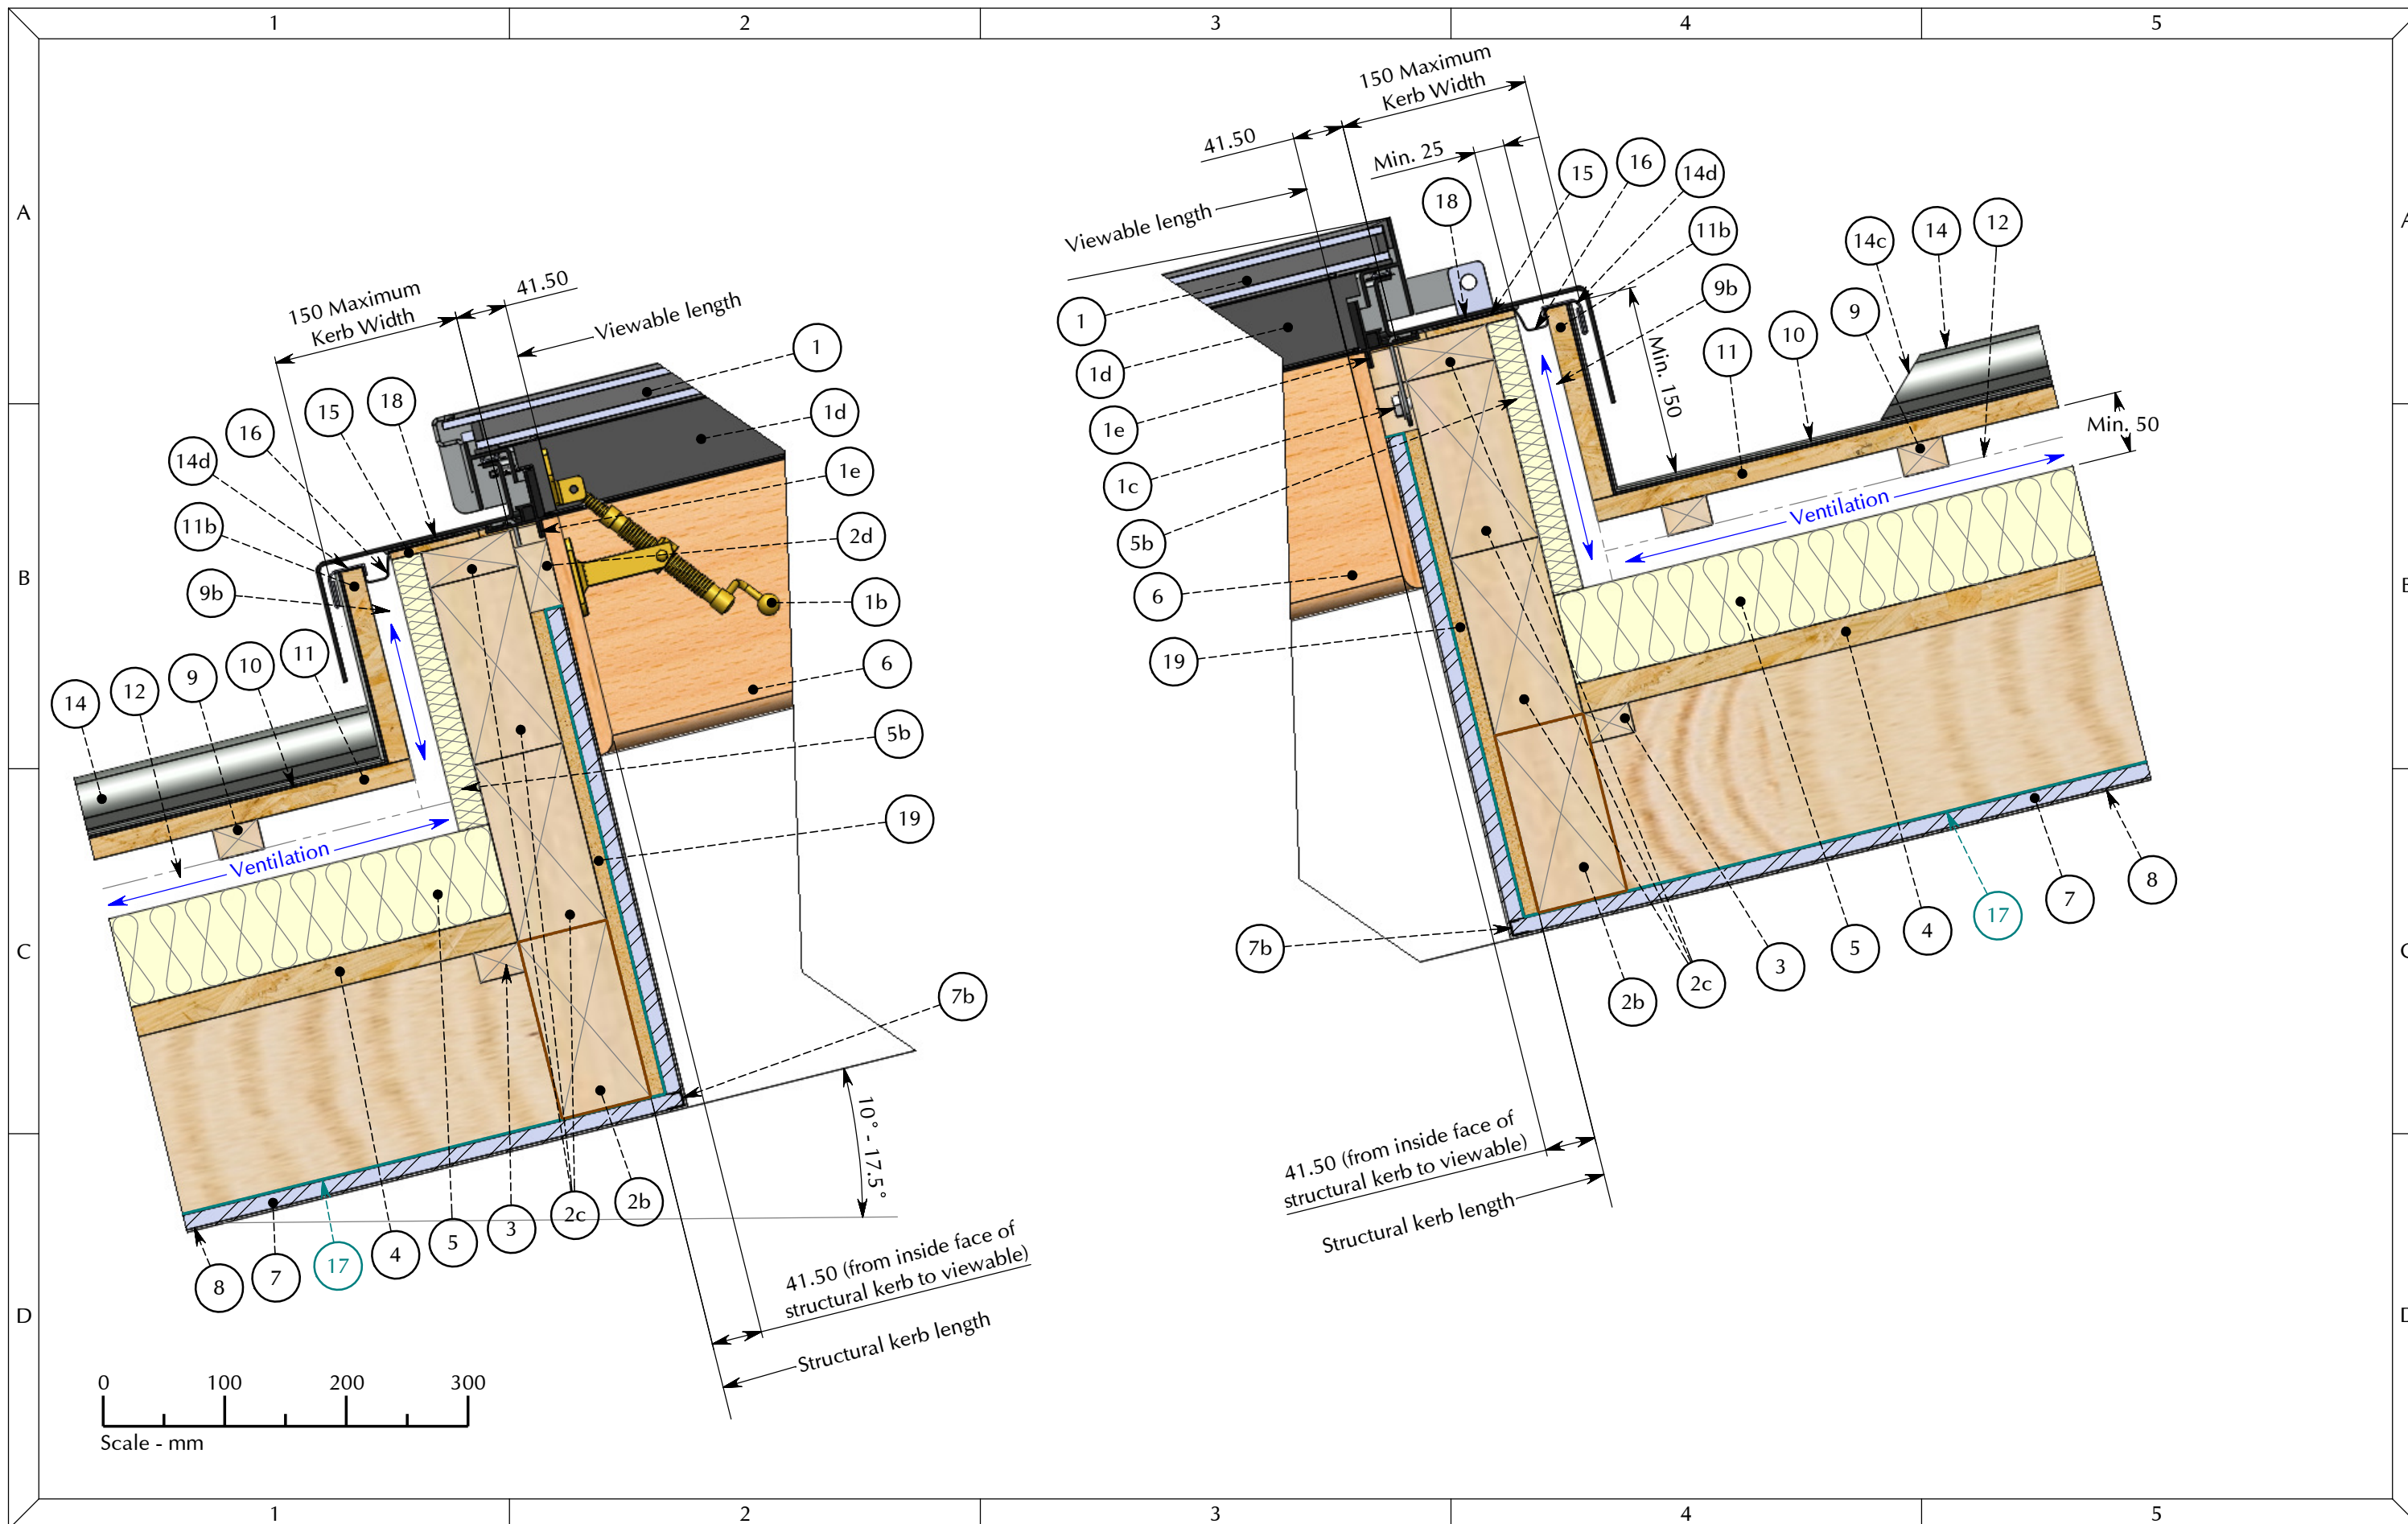 1
2
3
4
5
A
B
C
D
1
2
3
4
5
150 Maximum
Kerb Width
41.50
Viewable length
1
1d
1e
2d
1b
6
5b
19
7b
18
15
16
14d
11b
9b
11
10
9
12
14
Ventilation
10° - 17.5°
8
7
17
4
5
3
2c
2b
41.50 (from inside face of
structural kerb to viewable)
Structural kerb length
0
100
200
300
Scale - mm
150 Maximum
Kerb Width
41.50
Min. 25
Viewable length
18
15
16
14d
11b
9b
14c
14
12
9
10
11
Min. 150
Min. 50
Ventilation
1
1d
1e
1c
5b
6
19
7b
2b
2c
3
5
4
17
7
8
41.50 (from inside face of
structural kerb to viewable)
Structural kerb length